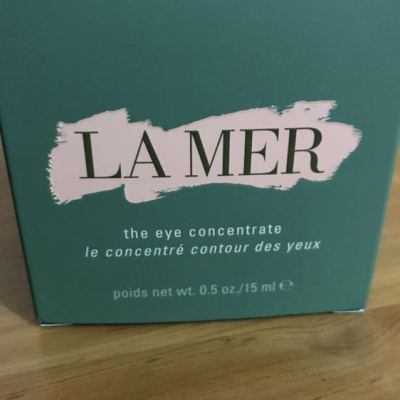 LA MER
the eye concentrate
le concentré contour des yeux
poids net wt. 0.5 oz./15 ml ℮